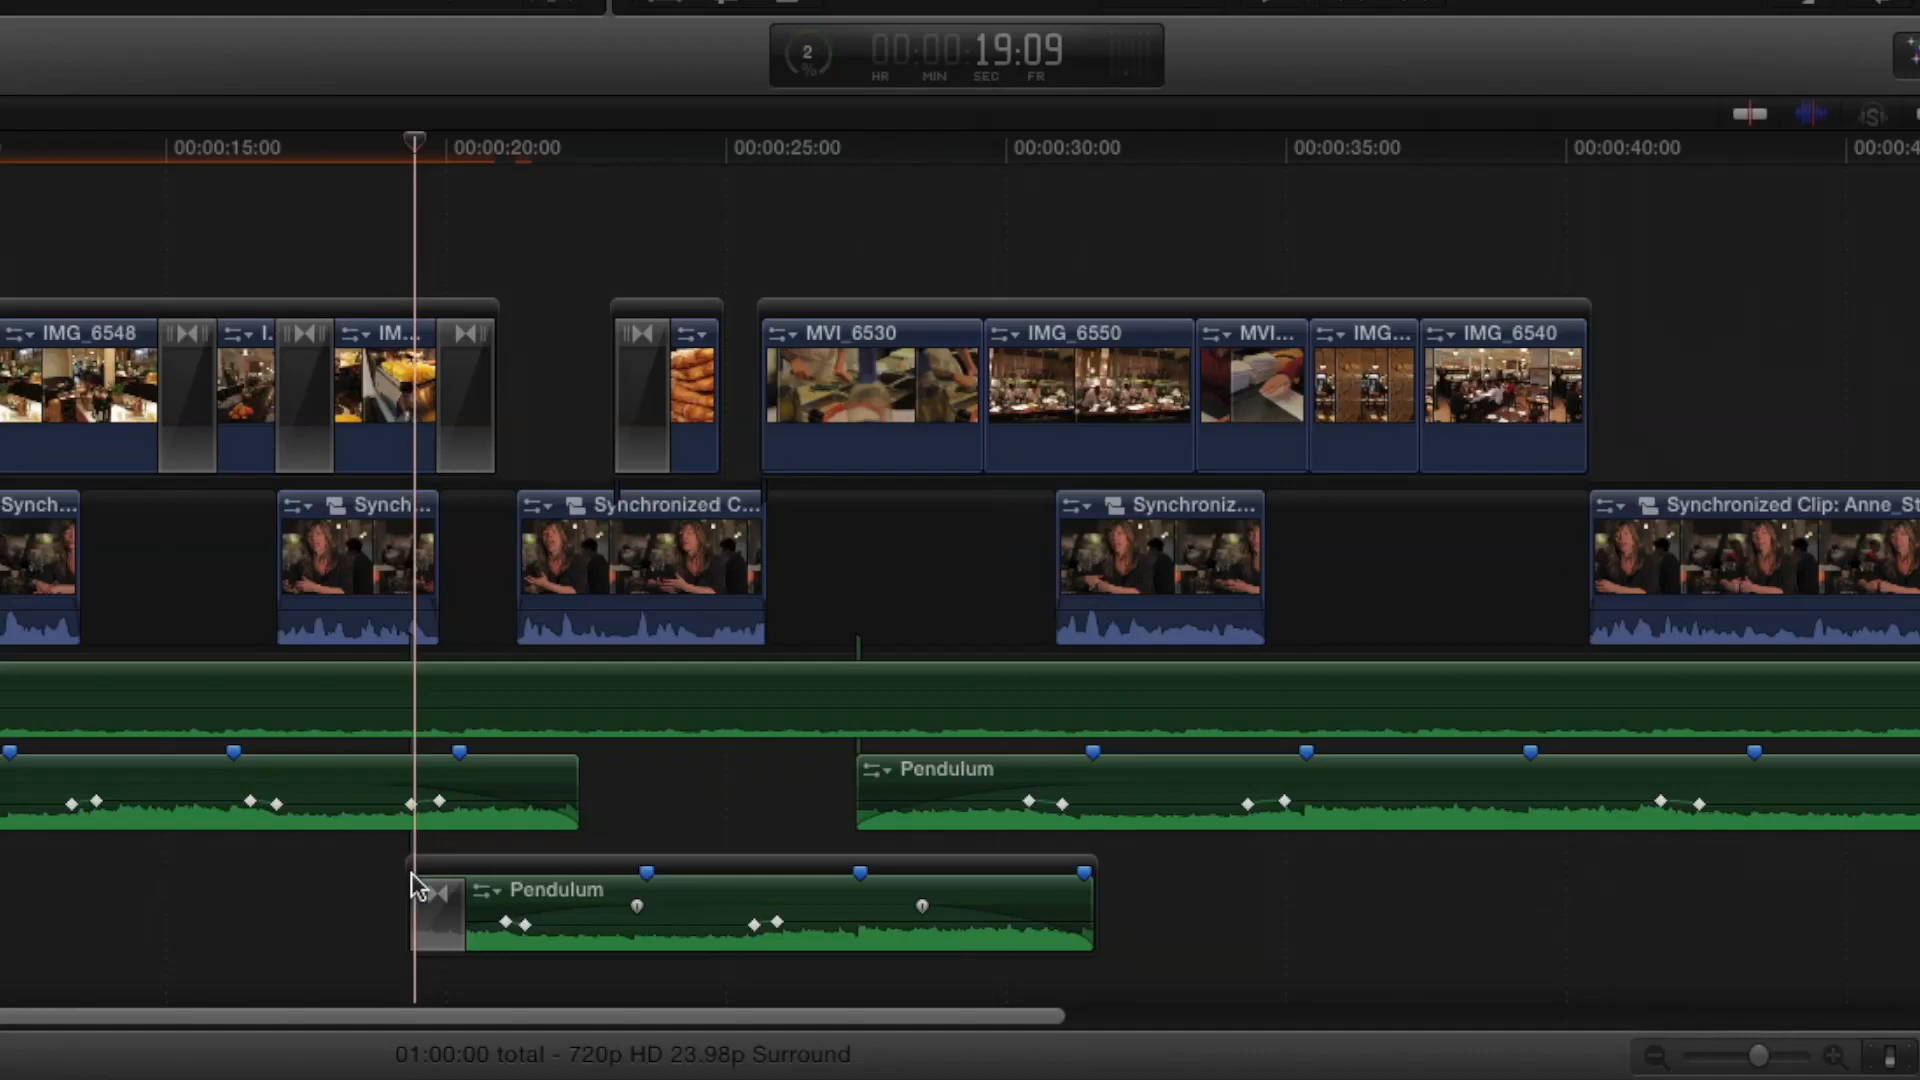 2
%
00:00:19:09
HR MIN SEC FR
00:00:15:00 00:00:20:00 00:00:25:00 00:00:30:00 00:00:35:00 00:00:40:00 00:00:4
IMG_6548 I. IM... MVI_6530 IMG_6550 MVI... IMG... IMG_6540
Synch... Synch... Synchronized C... Synchroniz... Synchronized Clip: Anne_St
Pendulum
Pendulum
01:00:00 total - 720p HD 23.98p Surround